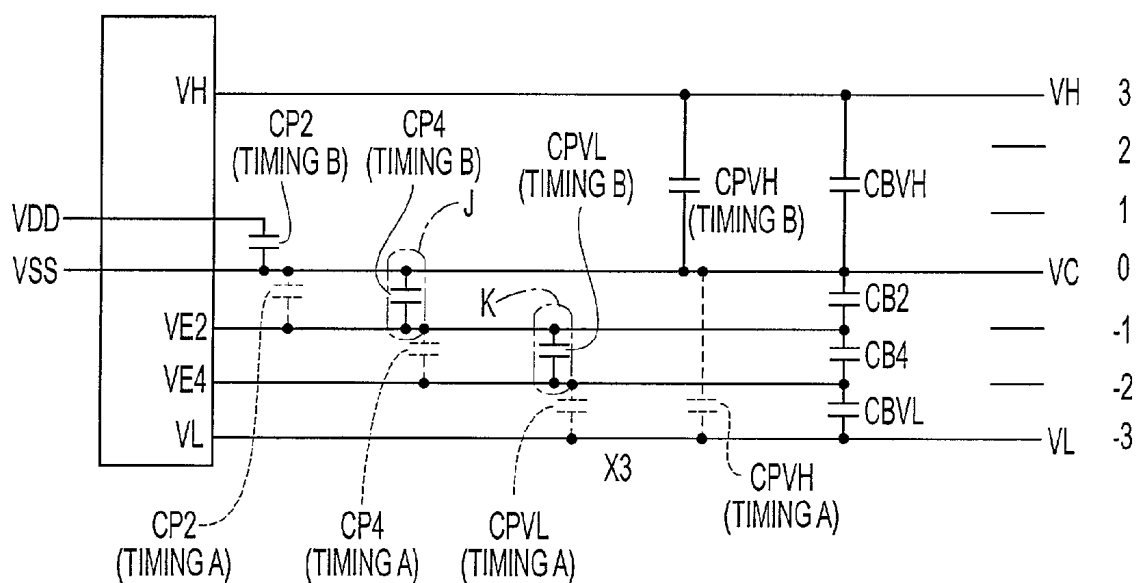 VH
VH 3
CP2
(TIMING B)
CP4
(TIMING B)
CPVL
(TIMING B)
2
J
CPVH
(TIMING B)
CBVH
1
VDD
VSS
VC 0
K
CB2
VE2
-1
CB4
VE4
-2
CBVL
VL
VL -3
X3
CP2
(TIMING A)
CP4
(TIMING A)
CPVL
(TIMING A)
CPVH
(TIMING A)